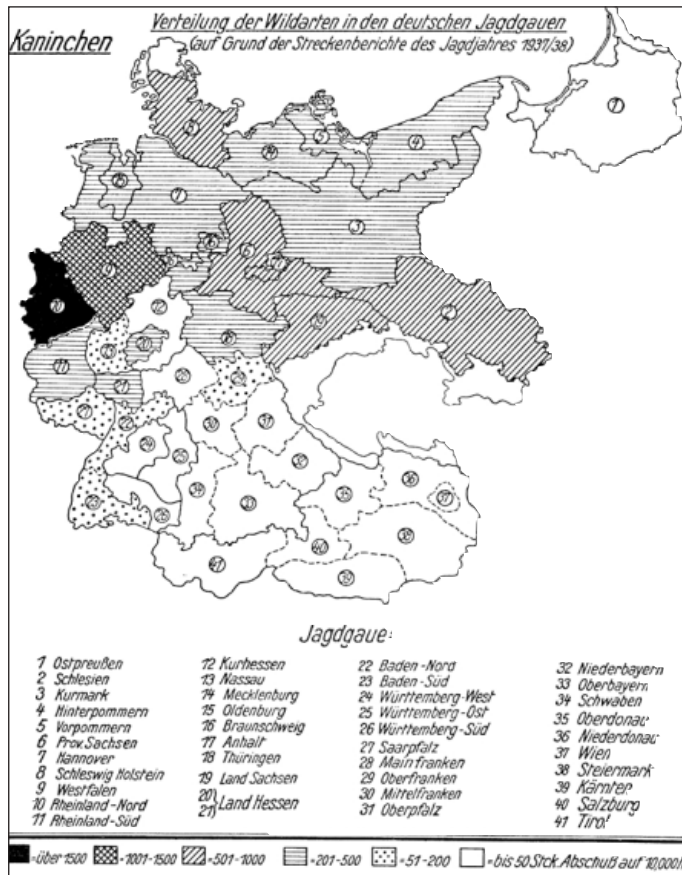 Kaninchen
Verteilung der Wildarten in den deutschen Jagdgauen
(auf Grund der Streckenberichte des Jagdjahres 1937/38)
Jagdgaue:
1 Ostpreußen
2 Schlesien
3 Kurmark
4 Hinterpommern
5 Vorpommern
6 Prov. Sachsen
7 Hannover
8 Schleswig Holstein
9 Westfalen
10 Rheinland-Nord
11 Rheinland-Süd
12 Kurhessen
13 Nassau
14 Mecklenburg
15 Oldenburg
16 Braunschweig
17 Anhalt
18 Thüringen
19 Land Sachsen
20) Land Hessen
21)
22 Baden-Nord
23 Baden-Süd
24 Württemberg-West
25 Württemberg-Ost
26 Württemberg-Süd
27 Saarpfalz
28 Mainfranken
29 Oberfranken
30 Mittelfranken
31 Oberpfalz
32 Niederbayern
33 Oberbayern
34 Schwaben
35 Oberdonau
36 Niederdonau
37 Wien
38 Steiermark
39 Kärnten
40 Salzburg
41 Tirol
=über 1500 =1001-1500 =501-1000 =201-500 =51-200 =bis 50 Stck. Abschuß auf 10,000